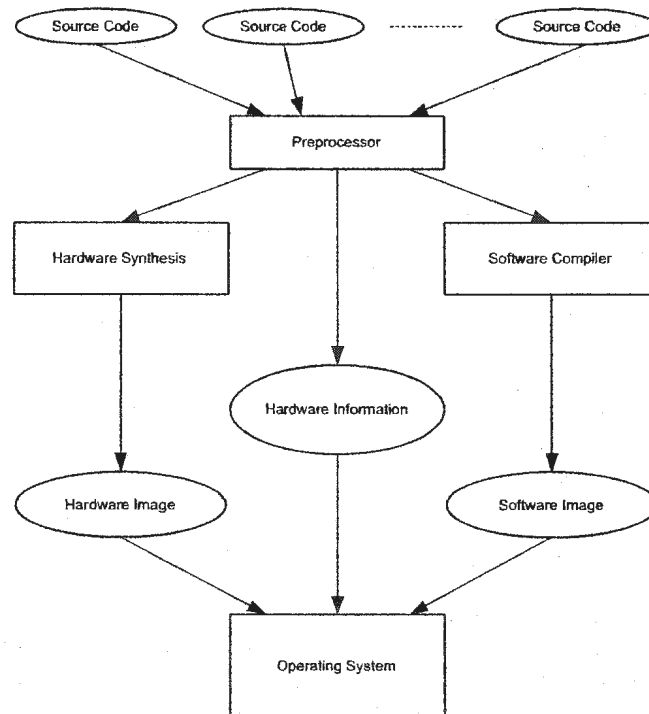 Source Code
Source Code
Source Code
Preprocessor
Hardware Synthesis
Software Compiler
Hardware Information
Hardware Image
Software Image
Operating System